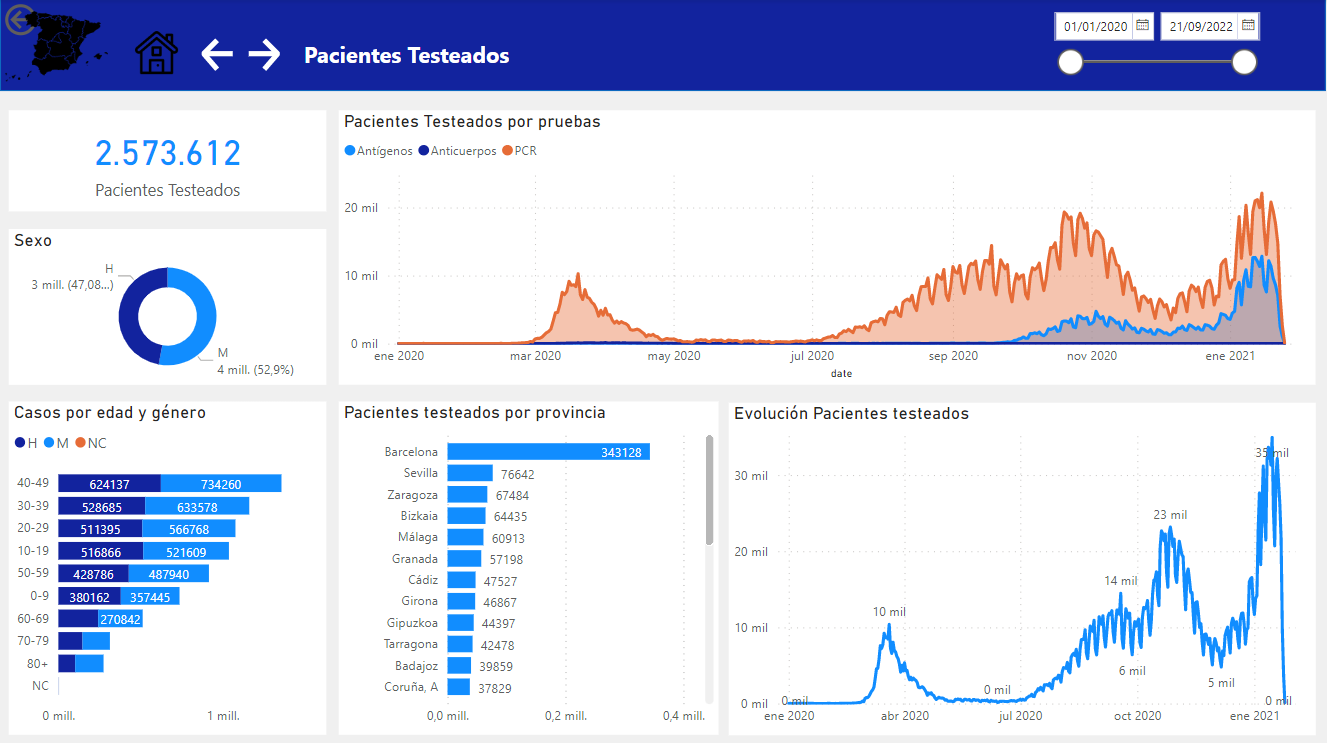 Pacientes Testeados
01/01/2020
21/09/2022
2.573.612
Pacientes Testeados
Sexo
H
3 mill. (47,08...)
M
4 mill. (52,9%)
Pacientes Testeados por pruebas
Antígenos Anticuerpos PCR
20 mil
10 mil
0 mil
ene 2020 mar 2020 may 2020 jul 2020 sep 2020 nov 2020 ene 2021
date
Casos por edad y género
H M NC
40-49 624137 734260
30-39 528685 633578
20-29 511395 566768
10-19 516866 521609
50-59 428786 487940
0-9 380162 357445
60-69 270842
70-79
80+
NC
0 mill. 1 mill.
Pacientes testeados por provincia
Barcelona 343128
Sevilla 76642
Zaragoza 67484
Bizkaia 64435
Málaga 60913
Granada 57198
Cádiz 47527
Girona 46867
Gipuzkoa 44397
Tarragona 42478
Badajoz 39859
Coruña, A 37829
0,0 mill. 0,2 mill. 0,4 mill.
Evolución Pacientes testeados
30 mil
20 mil
10 mil
0 mil
0 mil
10 mil
0 mil
14 mil
6 mil
23 mil
5 mil
35 mil
0 mil
ene 2020 abr 2020 jul 2020 oct 2020 ene 2021